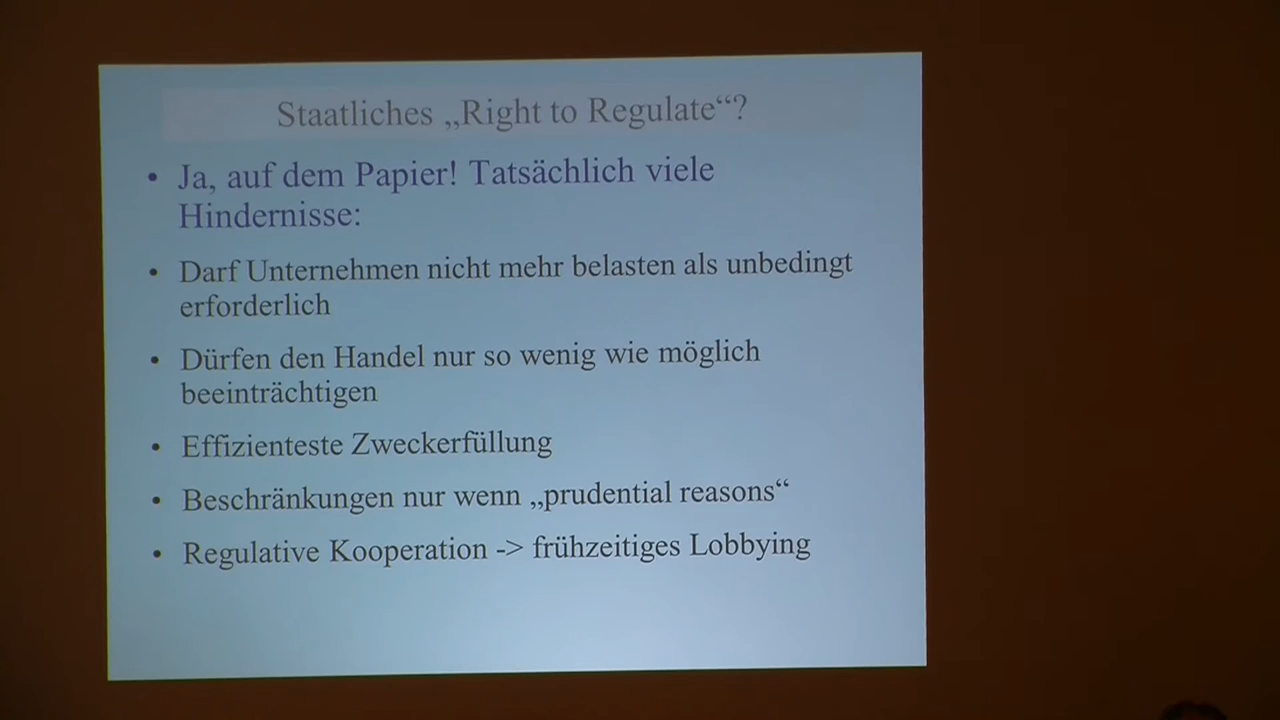 Staatliches „Right to Regulate“?
• Ja, auf dem Papier! Tatsächlich viele
Hindernisse:
• Darf Unternehmen nicht mehr belasten als unbedingt
erforderlich
• Dürfen den Handel nur so wenig wie möglich
beeinträchtigen
• Effizienteste Zweckerfüllung
• Beschränkungen nur wenn „prudential reasons“
• Regulative Kooperation -> frühzeitiges Lobbying